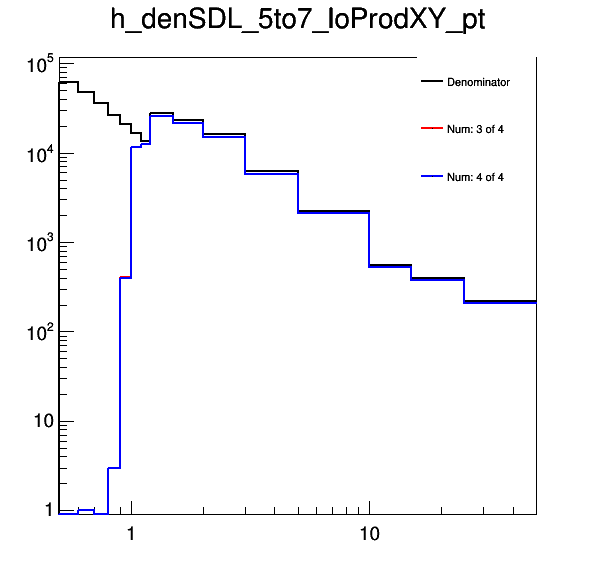 h_denSDL_5to7_loProdXY_pt
10^5
10^4
10^3
10^2
10
1
Denominator
Num: 3 of 4
Num: 4 of 4
1
10